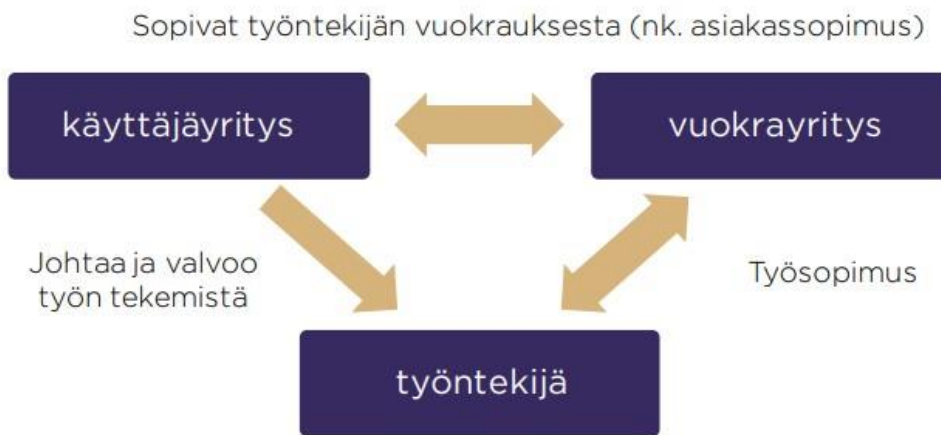 Sopivat työntekijän vuokrauksesta (nk. asiakassopimus)
käyttäjäyritys
vuokrayritys
Johtaa ja valvoo
työn tekemistä
Työsopimus
työntekijä